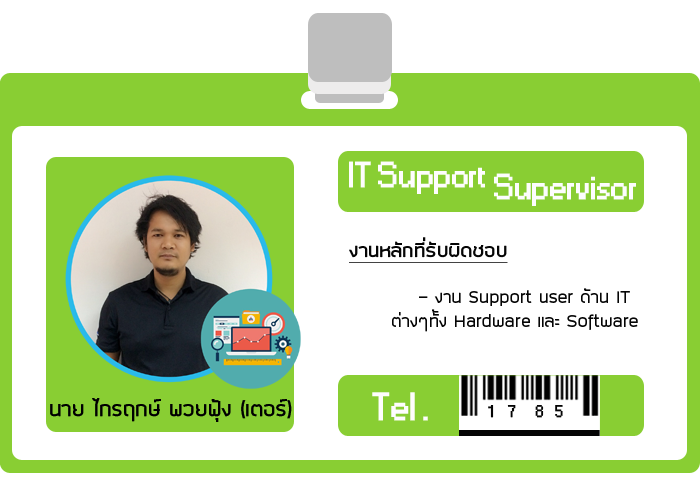 IT Support Supervisor
งานหลักที่รับผิดชอบ
- งาน Support user ด้าน IT
ต่างๆทั้ง Hardware และ Software
นาย ไกรฤกษ์ พวยฟุ้ง (เตอร์)
Tel. 1785